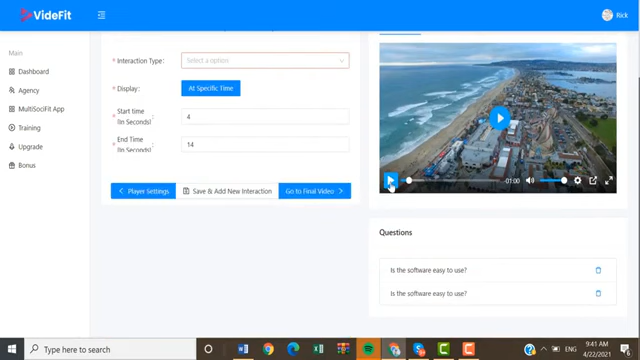 VideFit
Rick
Main
Dashboard
Agency
MultiSociFit App
Training
Upgrade
Bonus
* Interaction Type:
Select a option
* Display:
At Specific Time
* Start time
(In Seconds)
:
4
* End Time
(In Seconds)
:
14
Player Settings
Save & Add New Interaction
Go to Final Video
-01:00
Questions
Is the software easy to use?
Is the software easy to use?
Type here to search
ENG
9:41 AM
4/22/2021